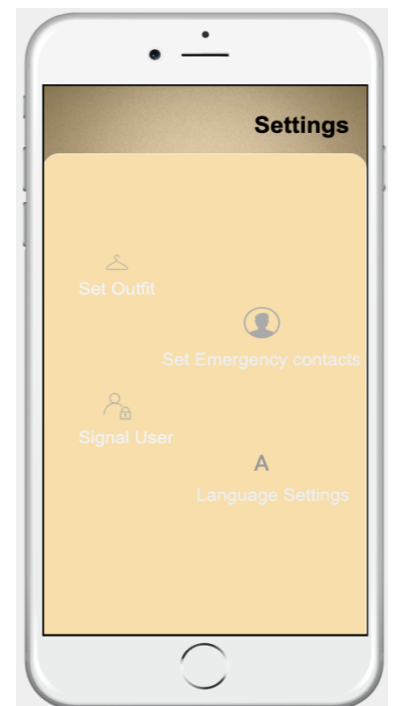 Settings
Set Outfit
Set Emergency contacts
Signal User
A
Language Settings